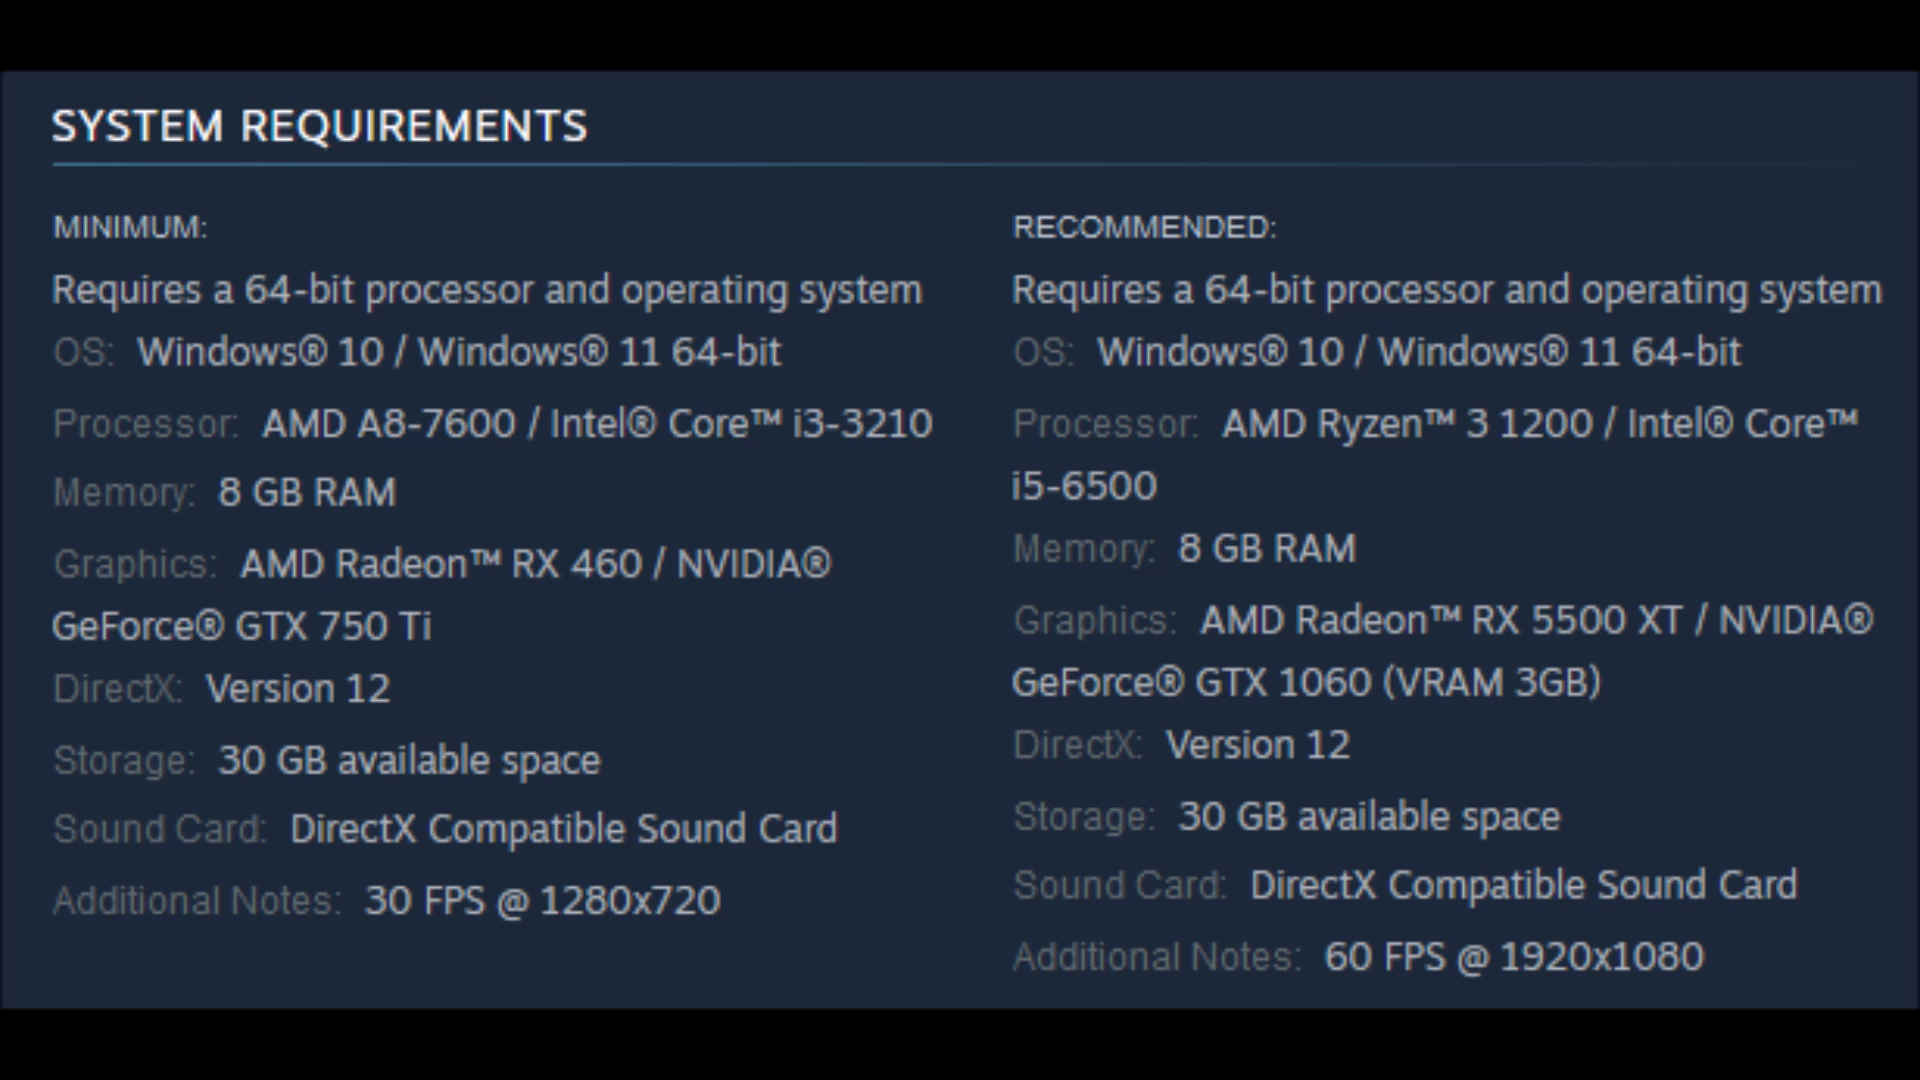 SYSTEM REQUIREMENTS
MINIMUM:
Requires a 64-bit processor and operating system
OS: Windows® 10 / Windows® 11 64-bit
Processor: AMD A8-7600 / Intel® Core™ i3-3210
Memory: 8 GB RAM
Graphics: AMD Radeon™ RX 460 / NVIDIA®
GeForce® GTX 750 Ti
DirectX: Version 12
Storage: 30 GB available space
Sound Card: DirectX Compatible Sound Card
Additional Notes: 30 FPS @ 1280x720
RECOMMENDED:
Requires a 64-bit processor and operating system
OS: Windows® 10 / Windows® 11 64-bit
Processor: AMD Ryzen™ 3 1200 / Intel® Core™
i5-6500
Memory: 8 GB RAM
Graphics: AMD Radeon™ RX 5500 XT / NVIDIA®
GeForce® GTX 1060 (VRAM 3GB)
DirectX: Version 12
Storage: 30 GB available space
Sound Card: DirectX Compatible Sound Card
Additional Notes: 60 FPS @ 1920x1080